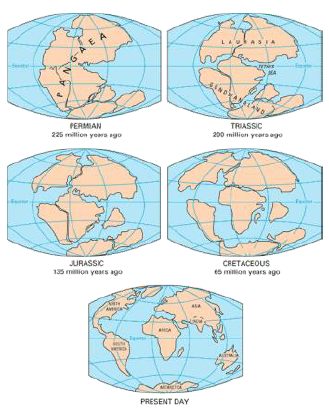 PANGAEA
Equator
PERMIAN
225 million years ago
LAURASIA
TETHYS
SEA
Equator
GONDWANALAND
TRIASSIC
200 million years ago
Equator
JURASSIC
135 million years ago
Equator
CRETACEOUS
65 million years ago
NORTH
AMERICA
ASIA
AFRICA
INDIA
Equator
SOUTH
AMERICA
AUSTRALIA
ANTARCTICA
PRESENT DAY